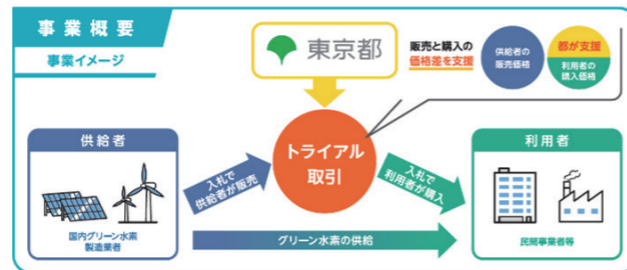 事業概要
事業イメージ
東京都
販売と購入の
価格差を支援
供給者の
販売価格
都が支援
利用者の
購入価格
供給者
国内グリーン水素
製造業者
入札で
供給者が販売
トライアル
取引
入札で
利用者が購入
利用者
民間事業者等
グリーン水素の供給